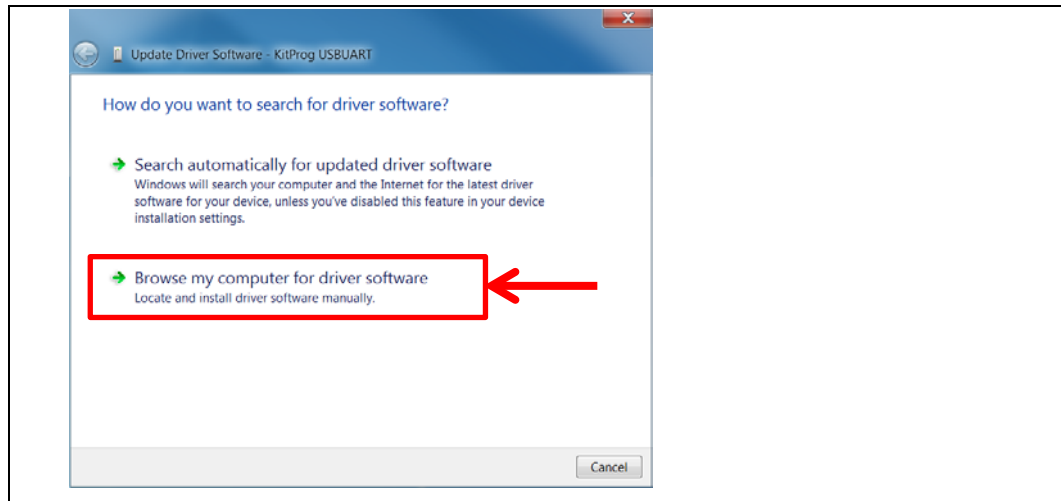 Update Driver Software - KitProg USBUART
How do you want to search for driver software?
Search automatically for updated driver software
Windows will search your computer and the Internet for the latest driver
software for your device, unless you've disabled this feature in your device
installation settings.
Browse my computer for driver software
Locate and install driver software manually.
Cancel